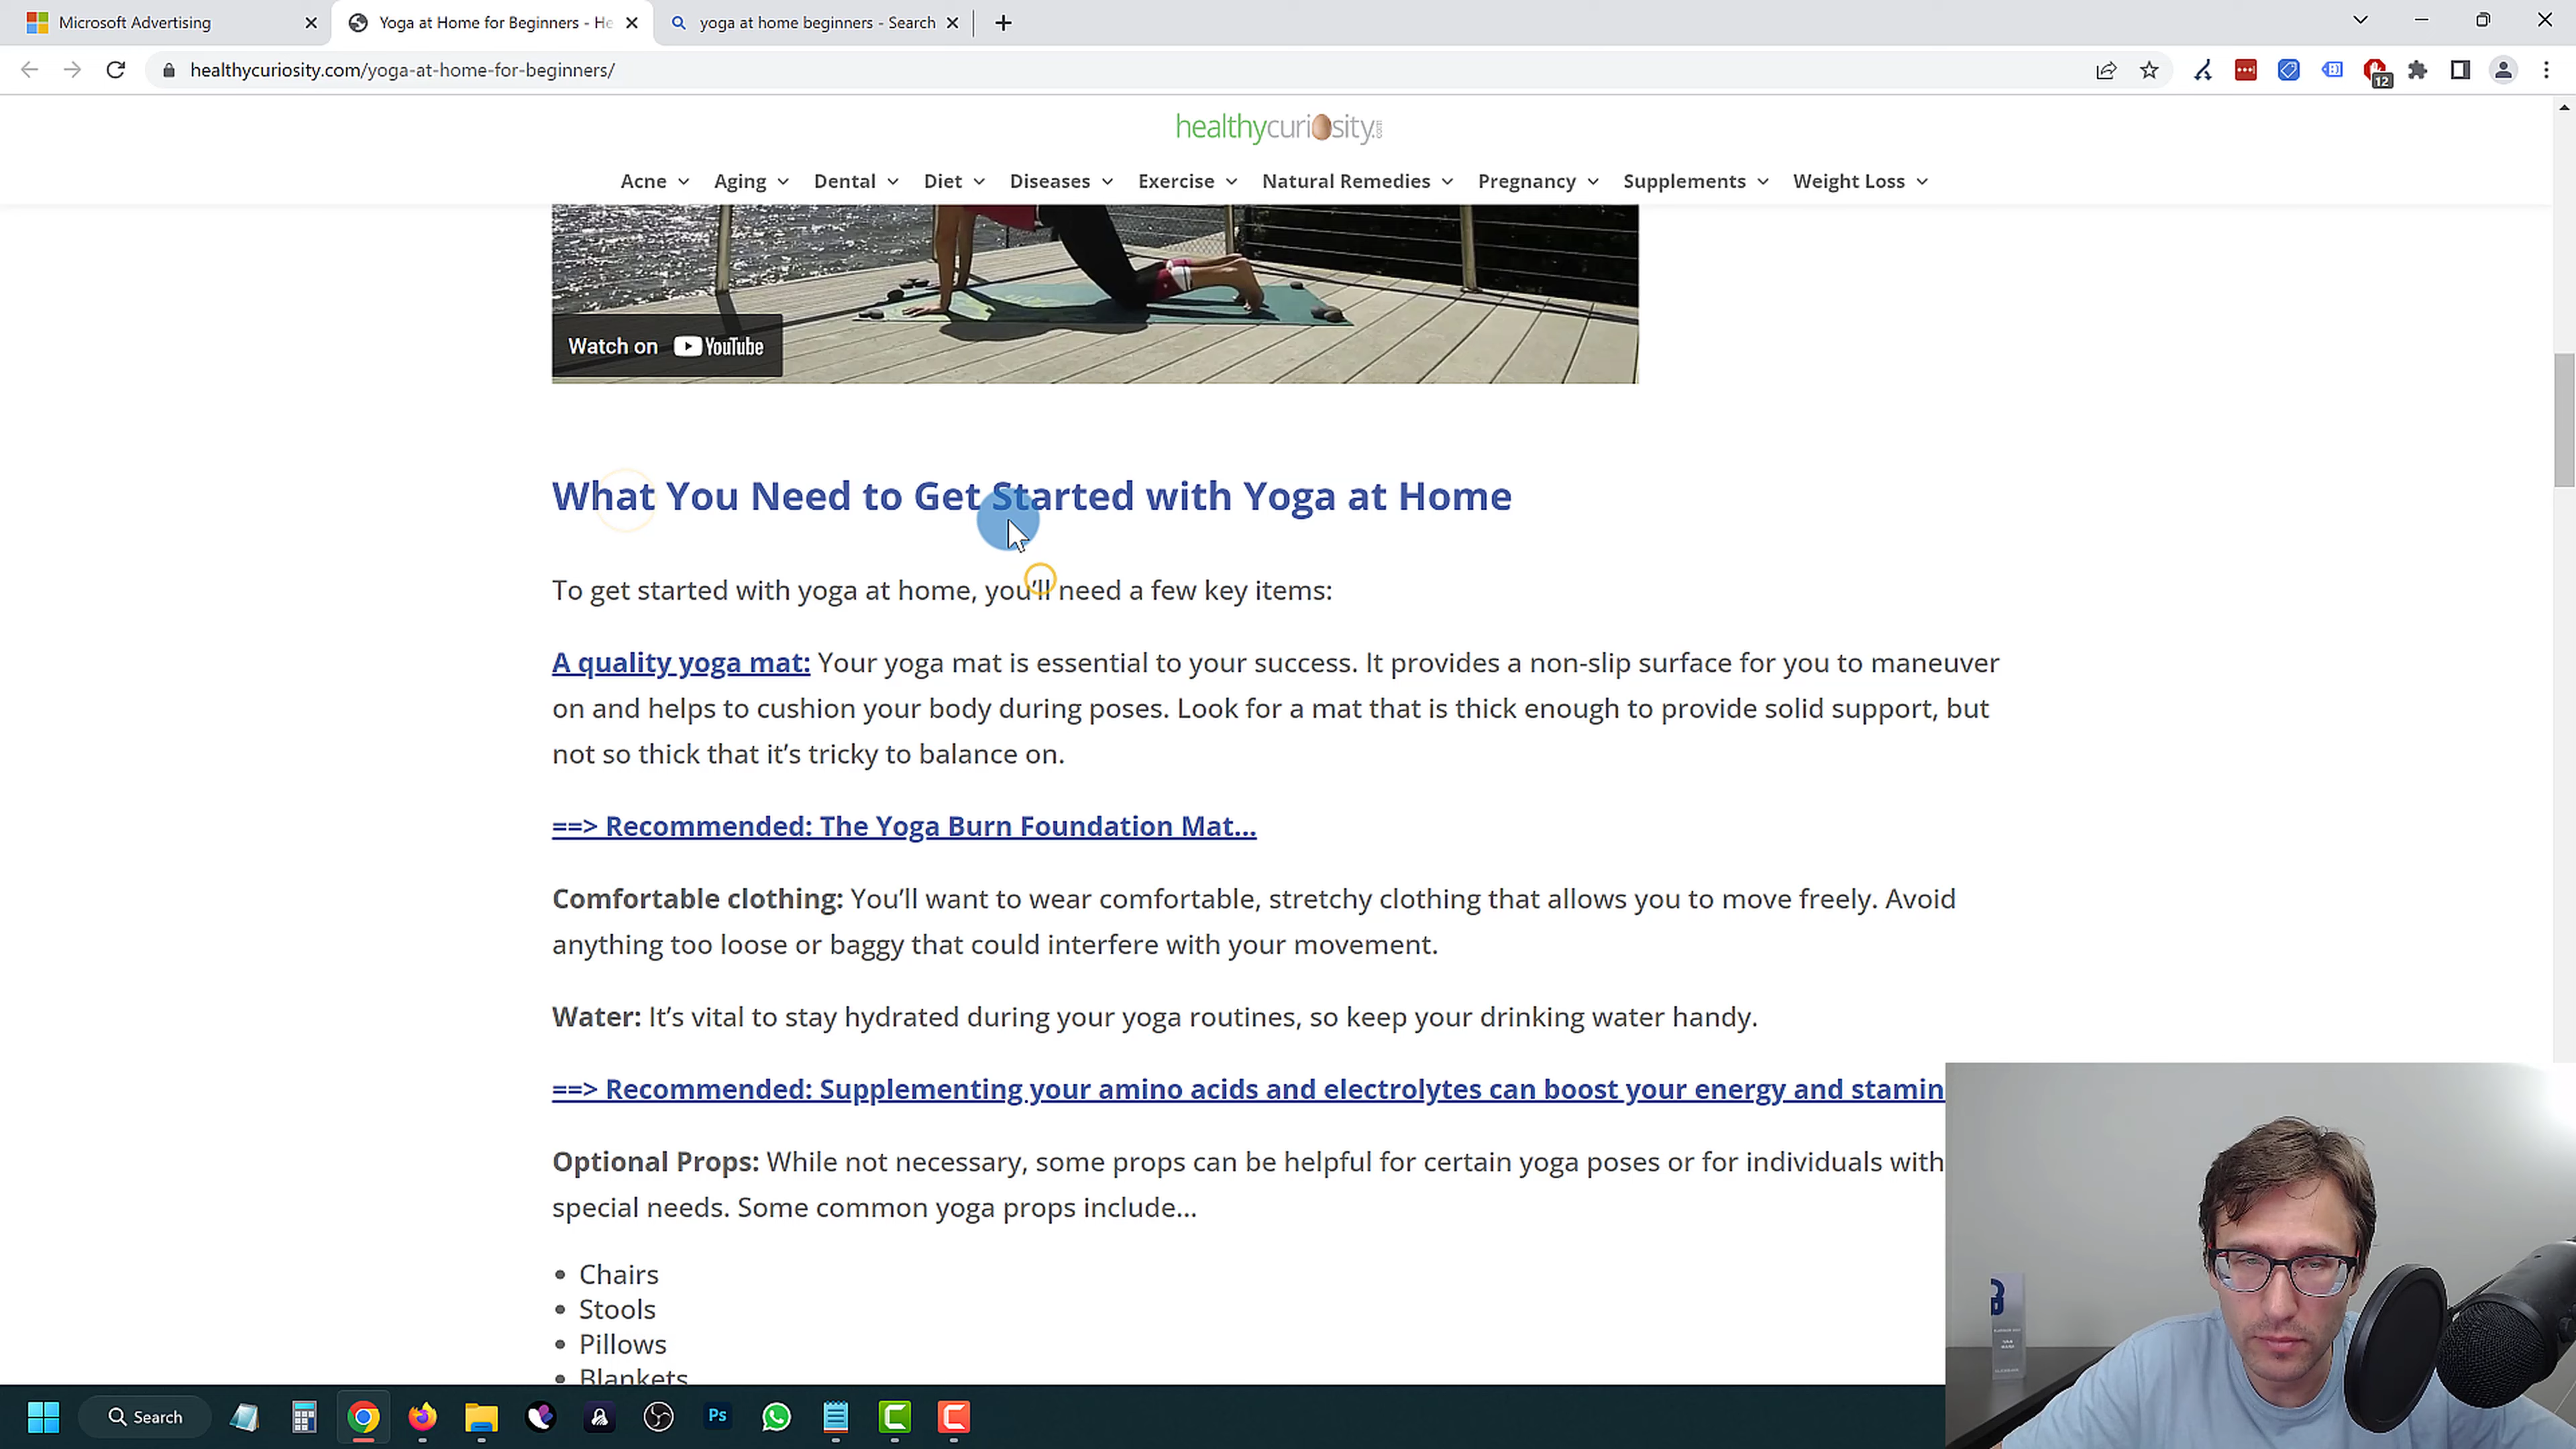 Microsoft Advertising
Yoga at Home for Beginners - He
yoga at home beginners - Search
healthycuriosity.com/yoga-at-home-for-beginners/
12
healthycuriosity.com
Acne Aging Dental Diet Diseases Exercise Natural Remedies Pregnancy Supplements Weight Loss
Watch on YouTube
What You Need to Get Started with Yoga at Home
To get started with yoga at home, you’ll need a few key items:
A quality yoga mat: Your yoga mat is essential to your success. It provides a non-slip surface for you to maneuver
on and helps to cushion your body during poses. Look for a mat that is thick enough to provide solid support, but
not so thick that it’s tricky to balance on.
==> Recommended: The Yoga Burn Foundation Mat…
Comfortable clothing: You’ll want to wear comfortable, stretchy clothing that allows you to move freely. Avoid
anything too loose or baggy that could interfere with your movement.
Water: It’s vital to stay hydrated during your yoga routines, so keep your drinking water handy.
==> Recommended: Supplementing your amino acids and electrolytes can boost your energy and stamin
Optional Props: While not necessary, some props can be helpful for certain yoga poses or for individuals with
special needs. Some common yoga props include…
• Chairs
• Stools
• Pillows
• Blankets
Search
Ps